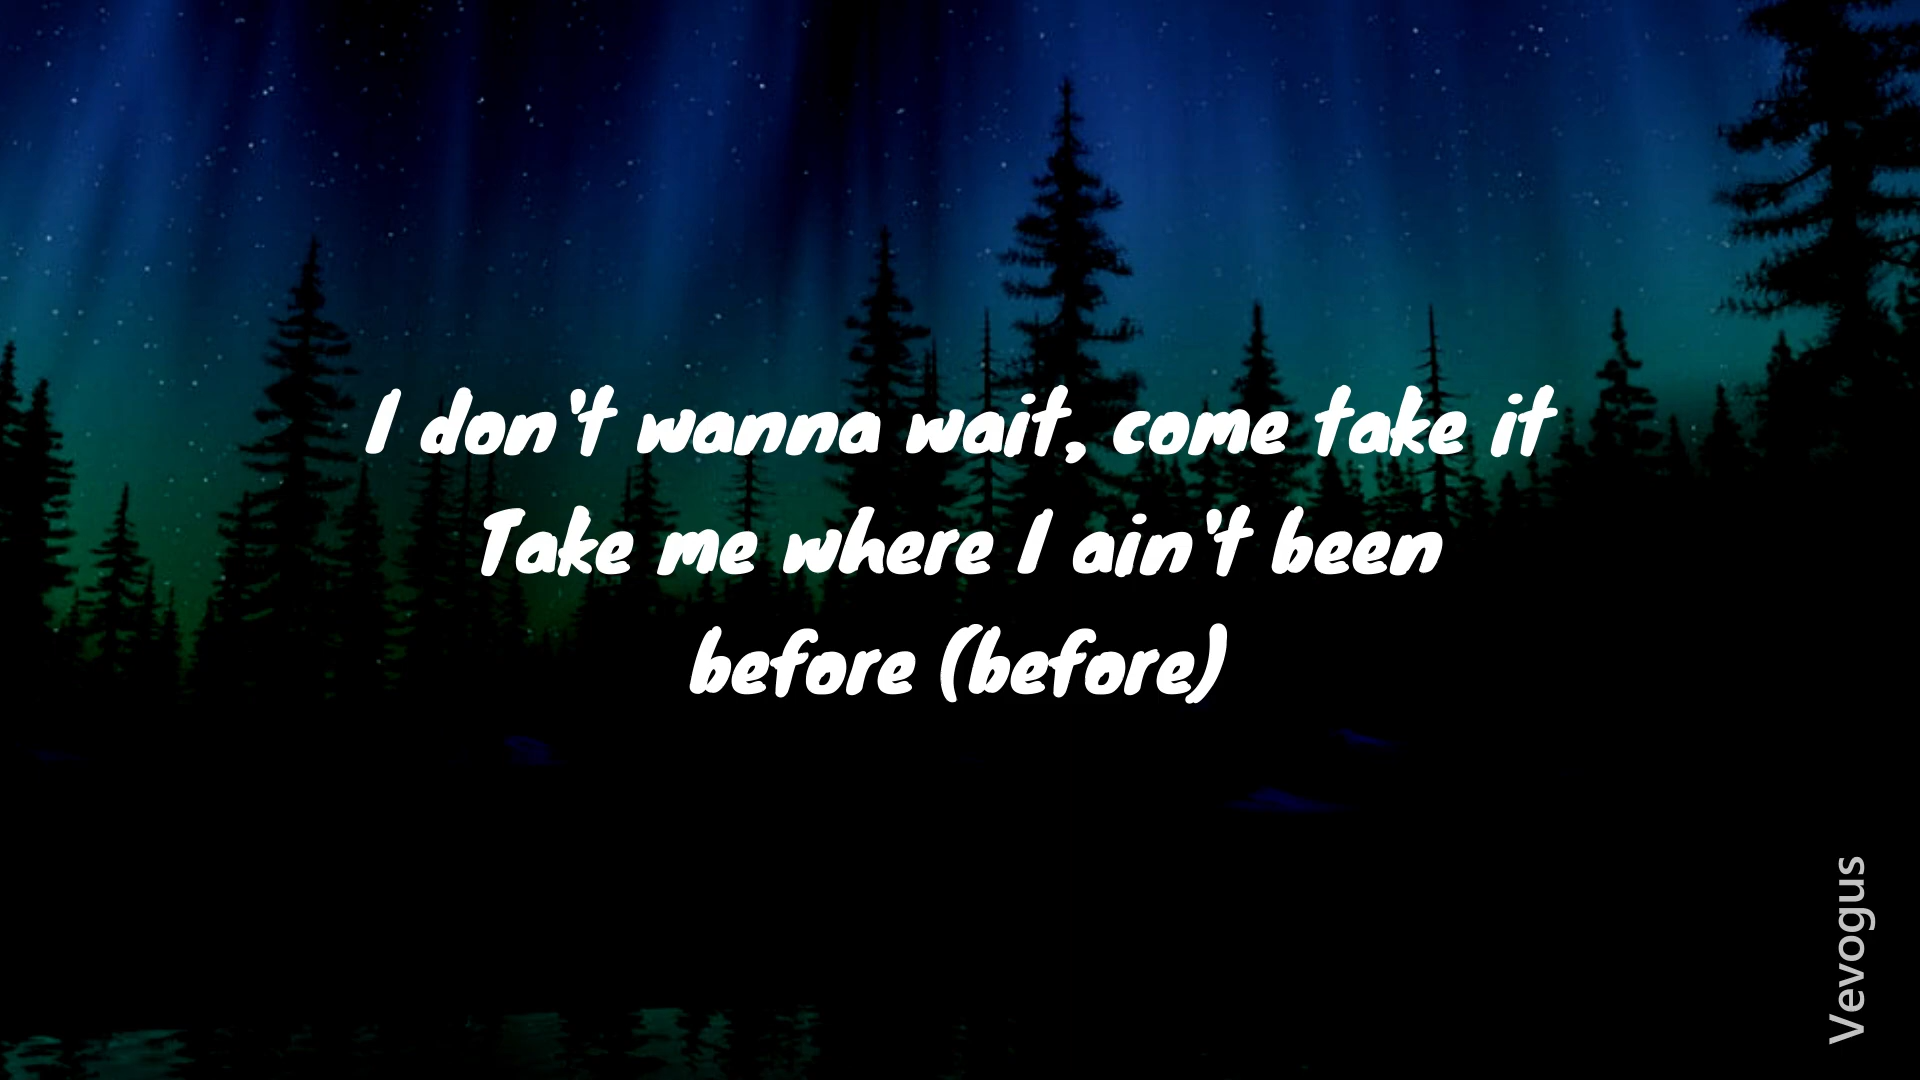 I don't wanna wait, come take it
Take me where I ain't been
before (before)
Vevogus